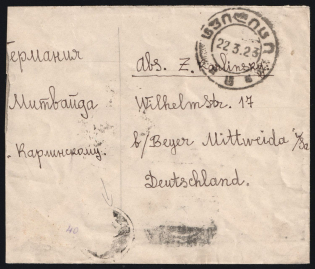 Германия
Митвайда
Карлинскому.
Abs. Z. Karlinsky
Wilhelmstr. 17
b/Beyer Mittweida i/Sa
Deutschland.
22.3.23